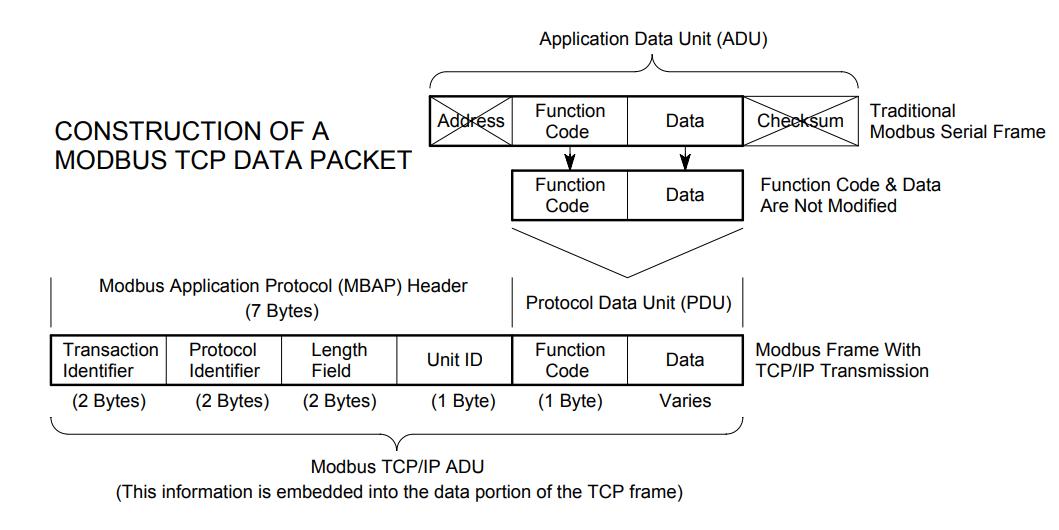 Application Data Unit (ADU)
CONSTRUCTION OF A
MODBUS TCP DATA PACKET
Address
Function
Code
Data
Checksum
Traditional
Modbus Serial Frame
Function
Code
Data
Function Code & Data
Are Not Modified
Modbus Application Protocol (MBAP) Header
(7 Bytes)
Protocol Data Unit (PDU)
Transaction
Identifier
Protocol
Identifier
Length
Field
Unit ID
Function
Code
Data
Modbus Frame With
TCP/IP Transmission
(2 Bytes)
(2 Bytes)
(2 Bytes)
(1 Byte)
(1 Byte)
Varies
Modbus TCP/IP ADU
(This information is embedded into the data portion of the TCP frame)